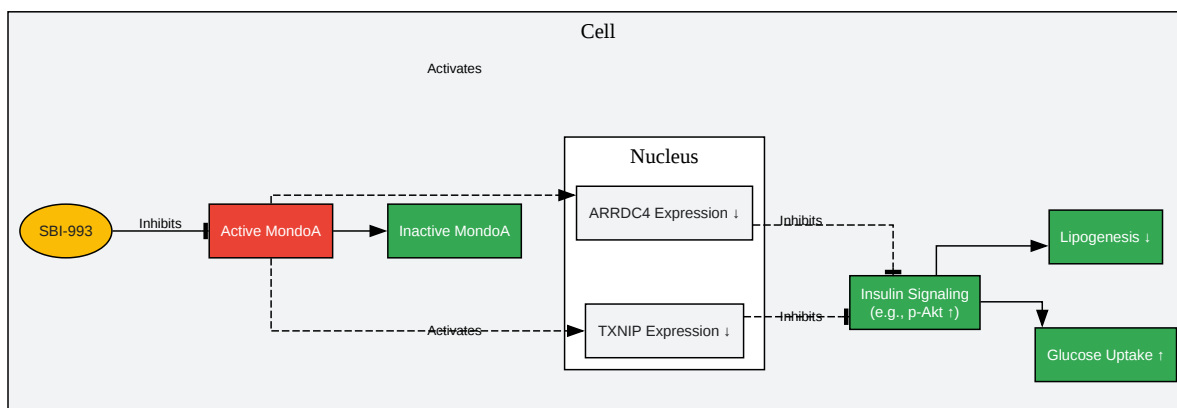 Cell
Activates
Nucleus
SBI-993
Inhibits
Active MondoA
Inactive MondoA
ARRDC4 Expression ↓
Inhibits
Lipogenesis ↓
Insulin Signaling
(e.g., p-Akt ↑)
Activates
TXNIP Expression ↓
Inhibits
Glucose Uptake ↑